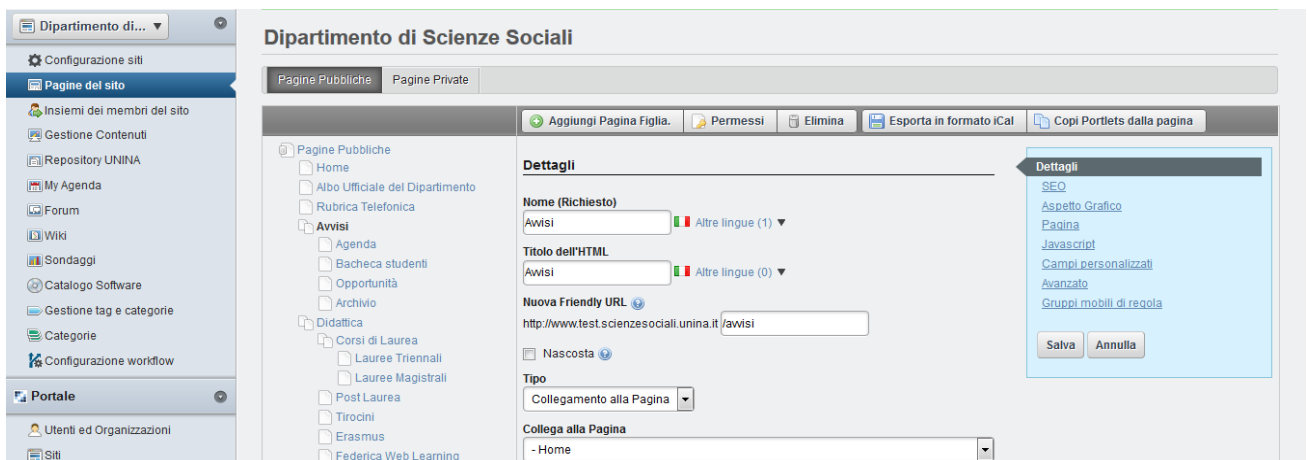 Dipartimento di... ▼
Configurazione siti
Pagine del sito
Insiemi dei membri del sito
Gestione Contenuti
Repository UNINA
My Agenda
Forum
Wiki
Sondaggi
Catalogo Software
Gestione tag e categorie
Categorie
Configurazione workflow
Portale
Utenti ed Organizzazioni
Siti
Dipartimento di Scienze Sociali
Pagine Pubbliche Pagine Private
Aggiungi Pagina Figlia. Permessi Elimina Esporta in formato iCal Copi Portlets dalla pagina
Pagine Pubbliche
Home
Albo Ufficiale del Dipartimento
Rubrica Telefonica
Avvisi
Agenda
Bacheca studenti
Opportunità
Archivio
Didattica
Corsi di Laurea
Lauree Triennali
Lauree Magistrali
Post Laurea
Tirocini
Erasmus
Federica Web Learning
Dettagli
Nome (Richiesto)
Avvisi Altre lingue (1) ▼
Titolo dell'HTML
Avvisi Altre lingue (0) ▼
Nuova Friendly URL
http://www.test.scienzesociali.unina.it /avvisi
Nascosta
Tipo
Collegamento alla Pagina
Collega alla Pagina
- Home
Dettagli
SEO
Aspetto Grafico
Pagina
Javascript
Campi personalizzati
Avanzato
Gruppi mobili di regola
Salva Annulla